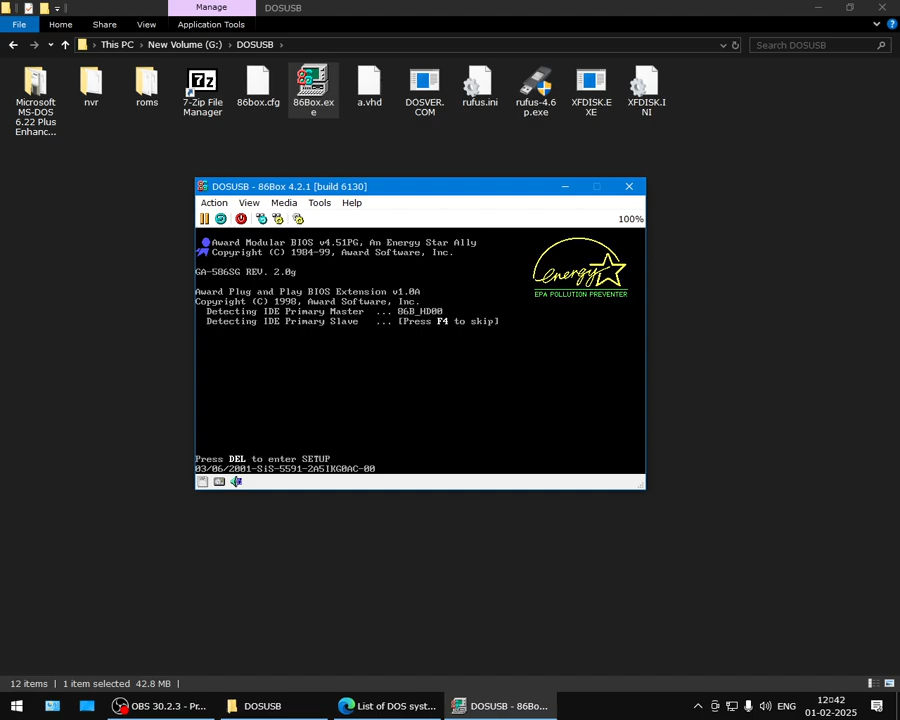 Manage
DOSUSB
File
Home
Share
View
Application Tools
This PC
New Volume (G:)
DOSUSB
Search DOSUSB
Microsoft
MS-DOS
6.22 Plus
Enhanc...
nvr
roms
7-Zip File
Manager
86box.cfg
86Box.ex
e
a.vhd
DOSVER.
COM
rufus.ini
rufus-4.6
p.exe
XFDISK.E
XE
XFDISK.I
NI
DOSUSB - 86Box 4.2.1 [build 6130]
Action
View
Media
Tools
Help
100%
Award Modular BIOS v4.51PG, An Energy Star Ally
Copyright (C) 1984-99, Award Software, Inc.
energy
EPA POLLUTION PREVENTER
GA-586SG REV. 2.0g
Award Plug and Play BIOS Extension v1.0A
Copyright (C) 1998, Award Software, Inc.
Detecting IDE Primary Master ... 86B_HD00
Detecting IDE Primary Slave ... [Press F4 to skip]
Press DEL to enter SETUP
03/06/2001-SiS-5591-2A5IKG0AC-00
12 items
1 item selected 42.8 MB
OBS 30.2.3 - Pr...
DOSUSB
List of DOS syst...
DOSUSB - 86Bo...
ENG
12:42
01-02-2025